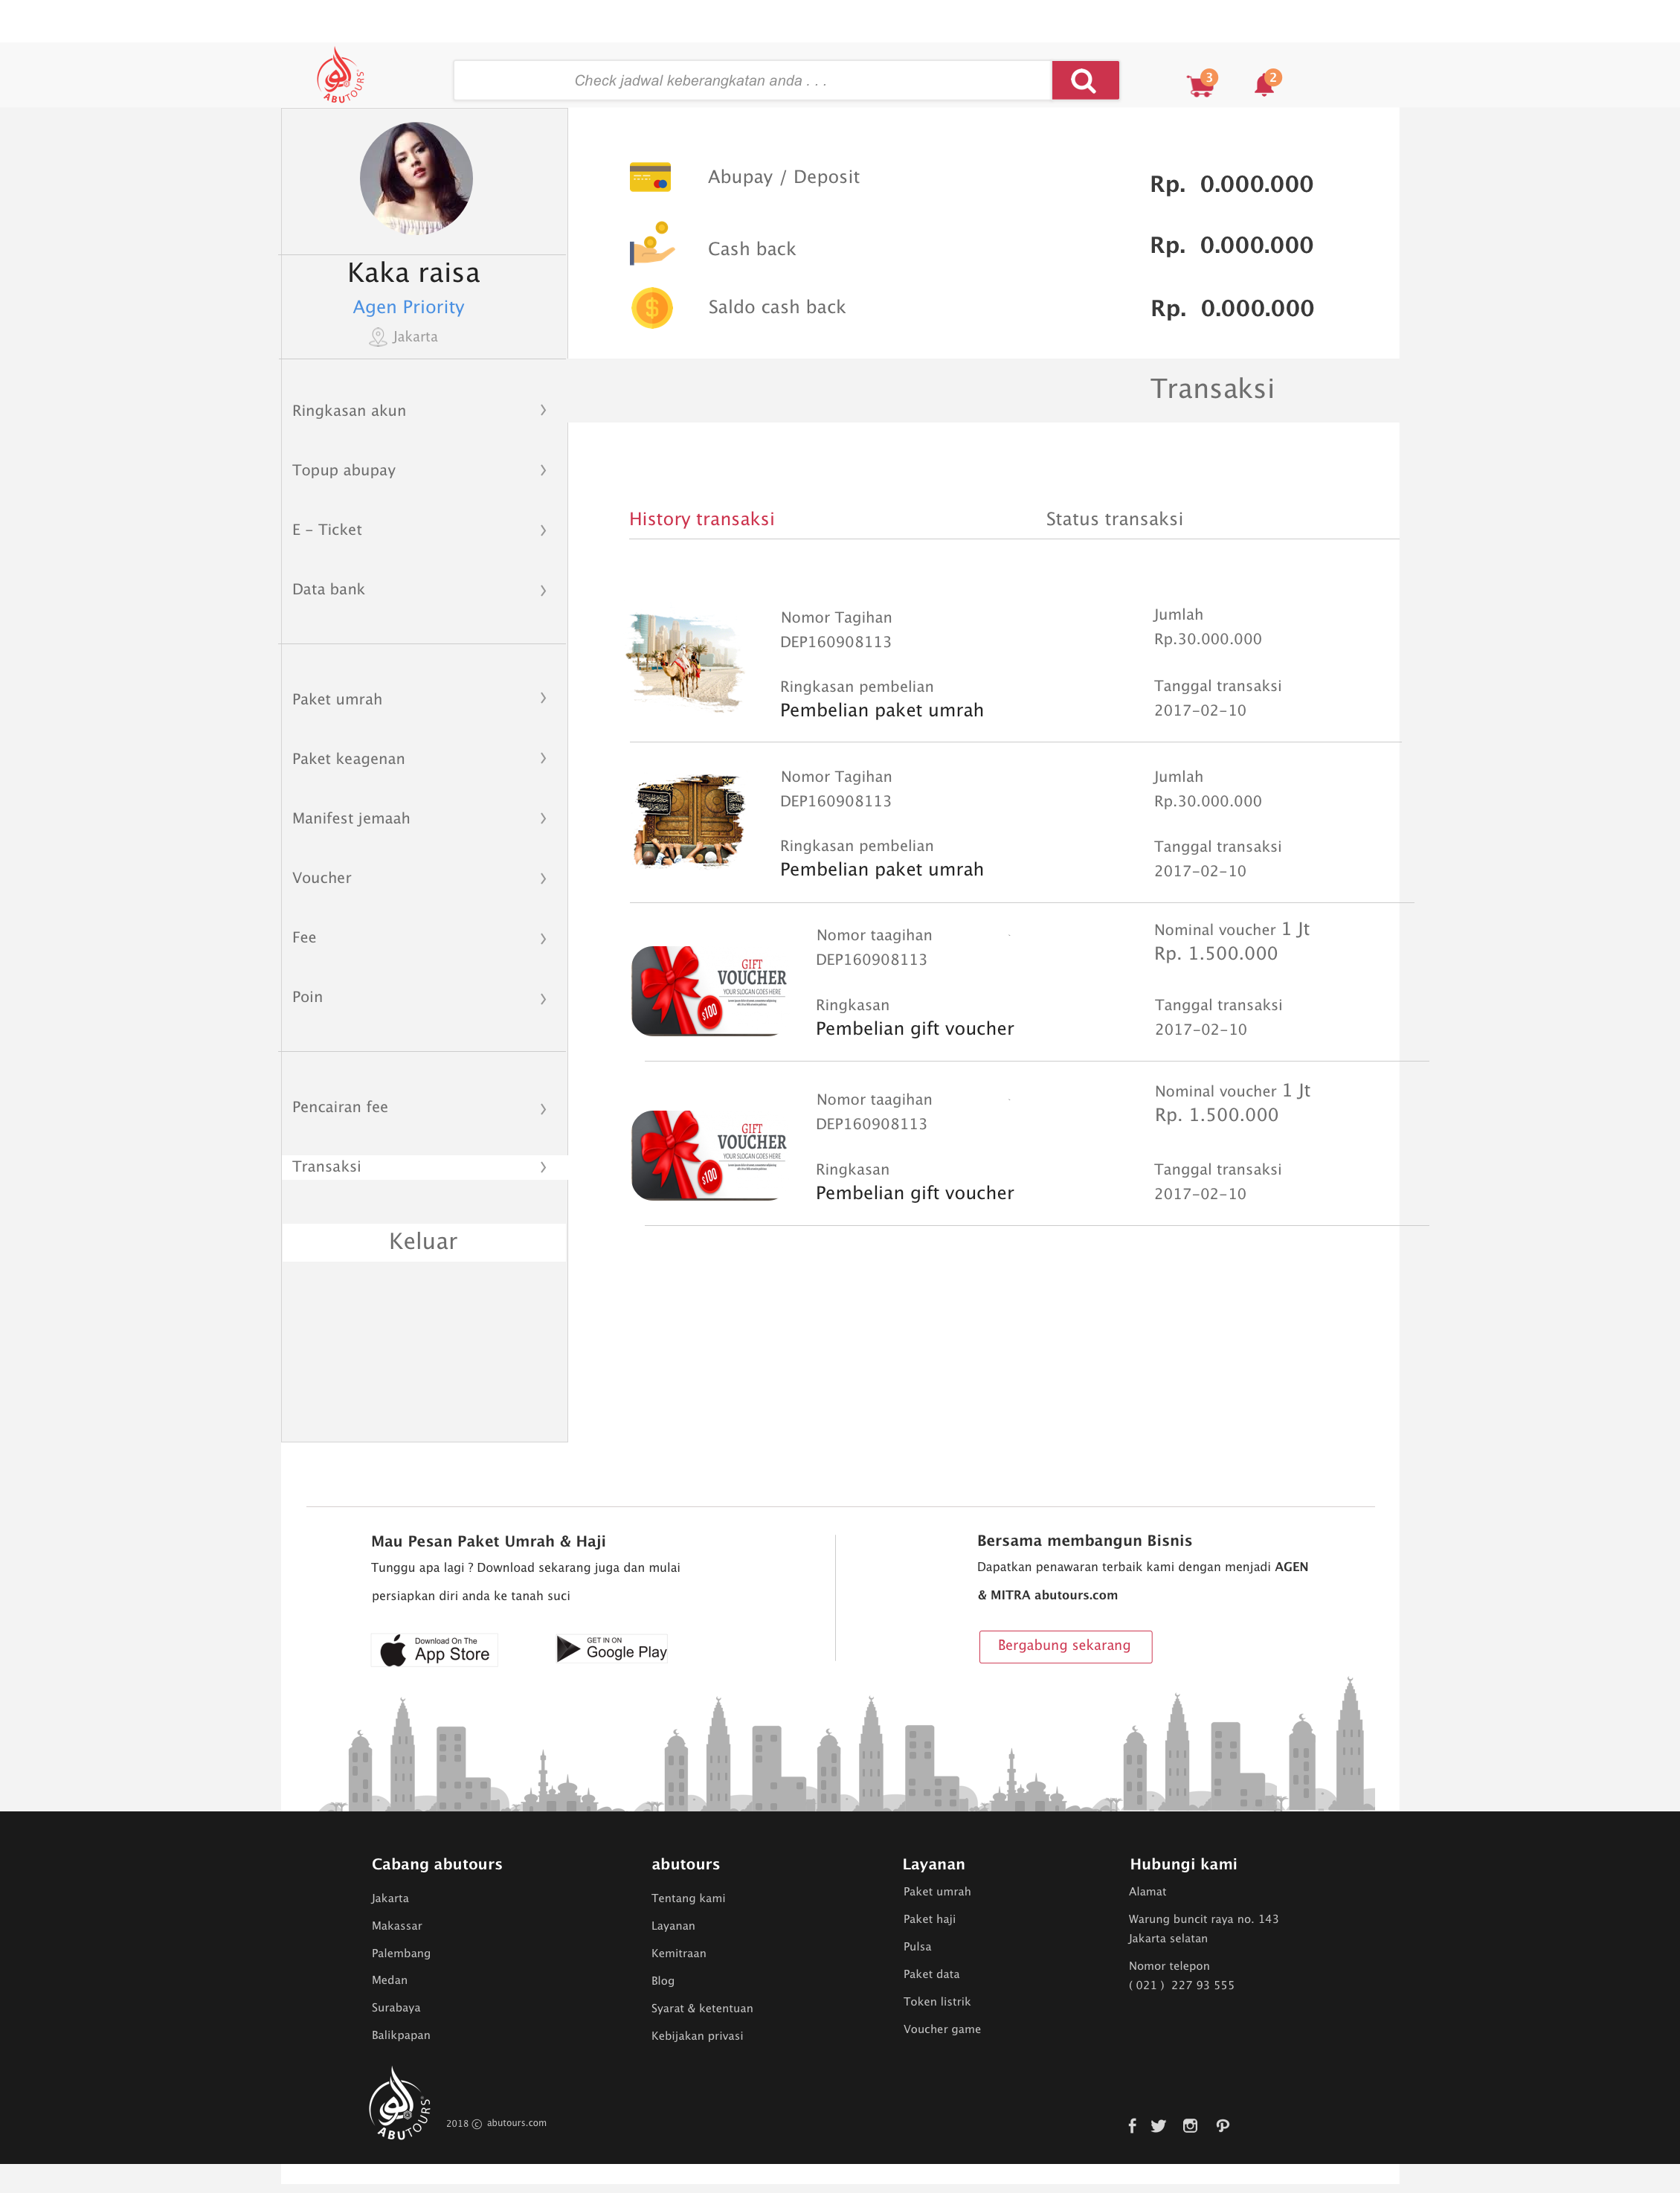 ABUTOURS
Check jadwal keberangkatan anda . . .
3
2
Kaka raisa
Agen Priority
Jakarta
Abupay / Deposit
Rp. 0.000.000
Cash back
Rp. 0.000.000
Saldo cash back
Rp. 0.000.000
Transaksi
Ringkasan akun
Topup abupay
E - Ticket
Data bank
Paket umrah
Paket keagenan
Manifest jemaah
Voucher
Fee
Poin
Pencairan fee
Transaksi
Keluar
History transaksi
Status transaksi
Nomor Tagihan
DEP160908113
Ringkasan pembelian
Pembelian paket umrah
Jumlah
Rp.30.000.000
Tanggal transaksi
2017-02-10
Nomor Tagihan
DEP160908113
Ringkasan pembelian
Pembelian paket umrah
Jumlah
Rp.30.000.000
Tanggal transaksi
2017-02-10
GIFT
VOUCHER
YOUR SLOGAN GOES HERE
$100
Nomor taagihan
DEP160908113
Ringkasan
Pembelian gift voucher
Nominal voucher 1 Jt
Rp. 1.500.000
Tanggal transaksi
2017-02-10
GIFT
VOUCHER
YOUR SLOGAN GOES HERE
$100
Nomor taagihan
DEP160908113
Ringkasan
Pembelian gift voucher
Nominal voucher 1 Jt
Rp. 1.500.000
Tanggal transaksi
2017-02-10
Mau Pesan Paket Umrah & Haji
Tunggu apa lagi ? Download sekarang juga dan mulai
persiapkan diri anda ke tanah suci
Download On The
App Store
GET IN ON
Google Play
Bersama membangun Bisnis
Dapatkan penawaran terbaik kami dengan menjadi AGEN
& MITRA abutours.com
Bergabung sekarang
Cabang abutours
Jakarta
Makassar
Palembang
Medan
Surabaya
Balikpapan
abutours
Tentang kami
Layanan
Kemitraan
Blog
Syarat & ketentuan
Kebijakan privasi
Layanan
Paket umrah
Paket haji
Pulsa
Paket data
Token listrik
Voucher game
Hubungi kami
Alamat
Warung buncit raya no. 143
Jakarta selatan
Nomor telepon
( 021 ) 227 93 555
ABUTOURS
2018 © abutours.com